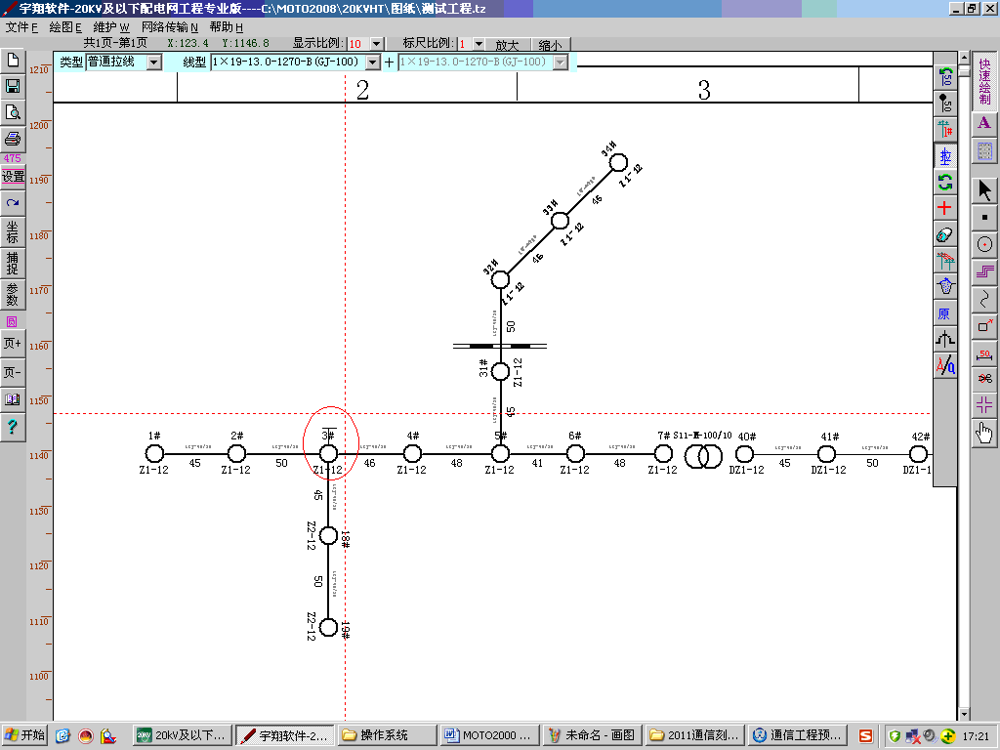 宇翔软件-20KV及以下配电网工程专业版----C:\MOTO2008\20KVHT\图纸\测试工程.tz
文件F 绘图E 维护W 网络传输N 帮助H
共1页-第1页 X:123.4 Y:1146.8 显示比例: 10 标尺比例: 1 放大 缩小
类型 普通拉线 线型 1×19-13.0-1270-B(GJ-100) + 1×19-13.0-1270-B(GJ-100)
2 3
1210
1200
1190
1180
1170
1160
1150
1140
1130
1120
1110
1100
475
设置
坐标
捕捉
参数
圆
页+
页-
?
34#
Z1-12
45
33#
Z1-12
45
32#
Z1-12
50
31#
Z1-12
45
1# 2# 3# 4# 5# 6# 7# S11-M-100/10 40# 41# 42#
45 50 46 48 41 48 45 50
Z1-12 Z1-12 Z1-12 Z1-12 Z1-12 Z1-12 Z1-12 DZ1-12 DZ1-12 DZ1-1
45
Z2-12 18#
50
Z2-12 19#
50
50
1#
拉
原
A/Q
快速绘制
A
50
开始 20KV及以下... 宇翔软件-2... 操作系统 MOTO2000 ... 未命名 - 画图 2011通信刻... 通信工程预... S 17:21